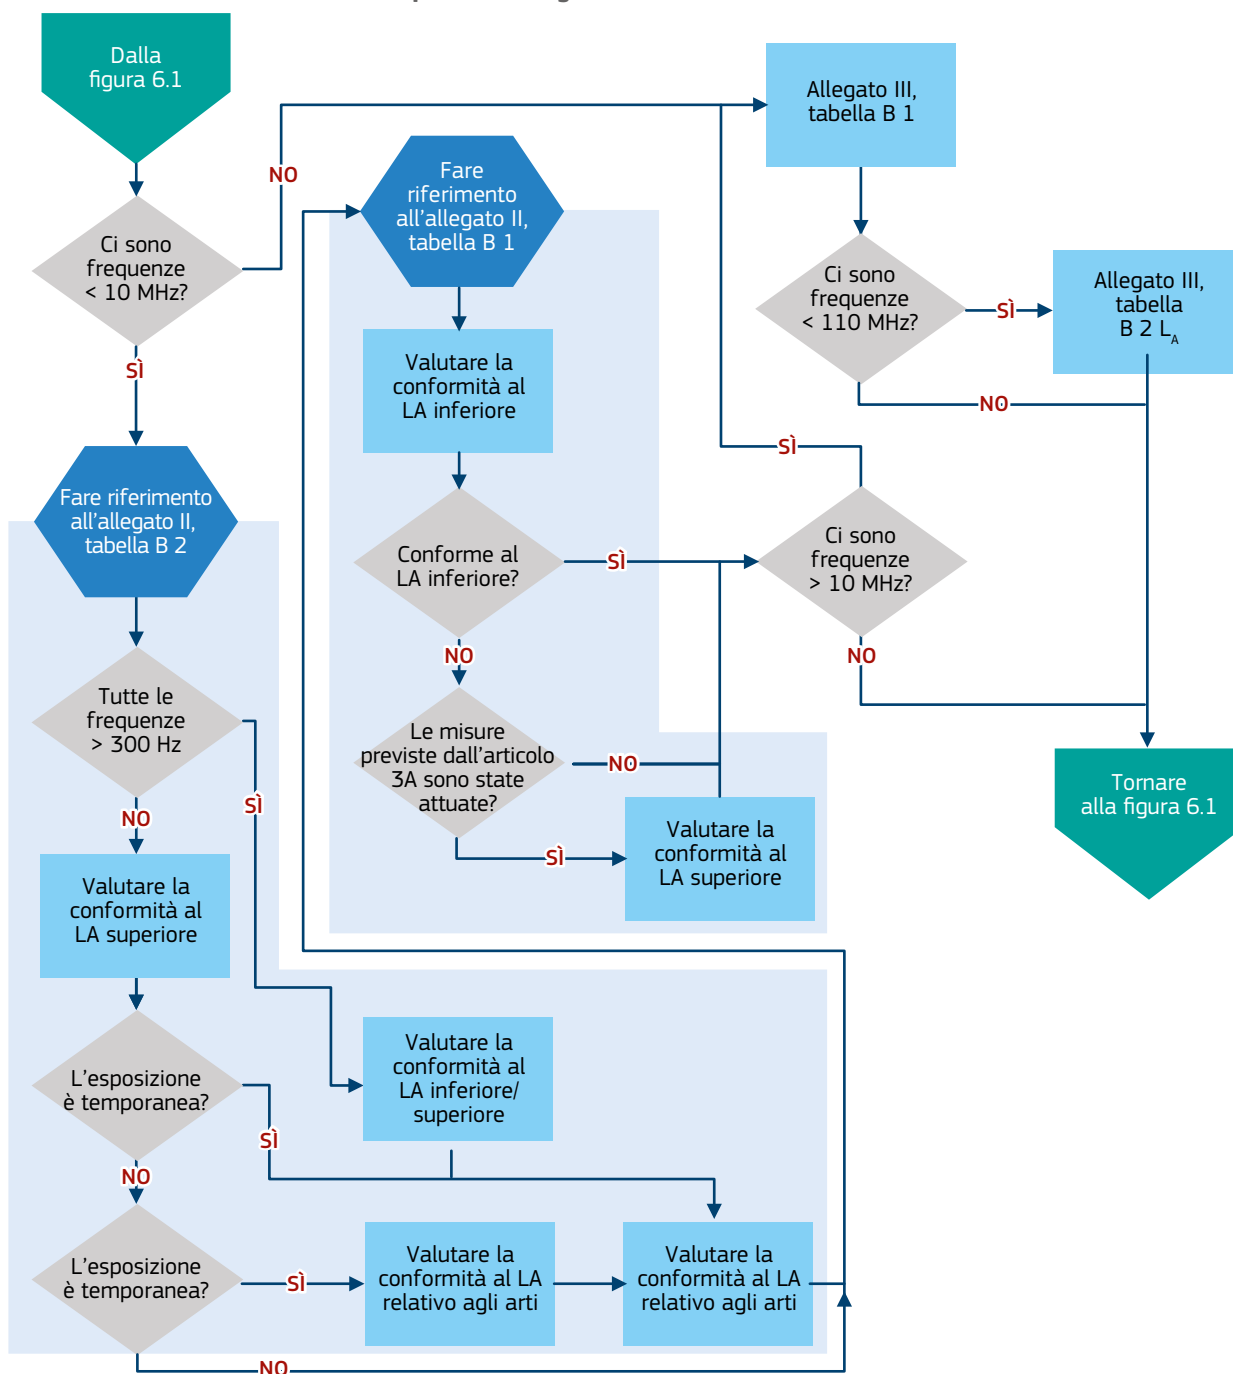 Dalla
figura 6.1
Ci sono
frequenze
< 10 MHz?
NO
SÌ
Fare riferimento
all'allegato II,
tabella B 2
Tutte le
frequenze
> 300 Hz
SÌ
NO
Valutare la
conformità al
LA superiore
L'esposizione
è temporanea?
SÌ
NO
L'esposizione
è temporanea?
SÌ
NO
Valutare la
conformità al
LA inferiore/
superiore
Valutare la
conformità al LA
relativo agli arti
Valutare la
conformità al LA
relativo agli arti
Fare
riferimento
all'allegato II,
tabella B 1
Valutare la
conformità al
LA inferiore
Conforme al
LA inferiore?
SÌ
NO
Le misure
previste dall'articolo
3A sono state
attuate?
NO
SÌ
Valutare la
conformità al
LA superiore
Ci sono
frequenze
> 10 MHz?
SÌ
NO
Allegato III,
tabella B 1
Ci sono
frequenze
< 110 MHz?
SÌ
NO
Allegato III,
tabella
B 2 LA
Tornare
alla figura 6.1